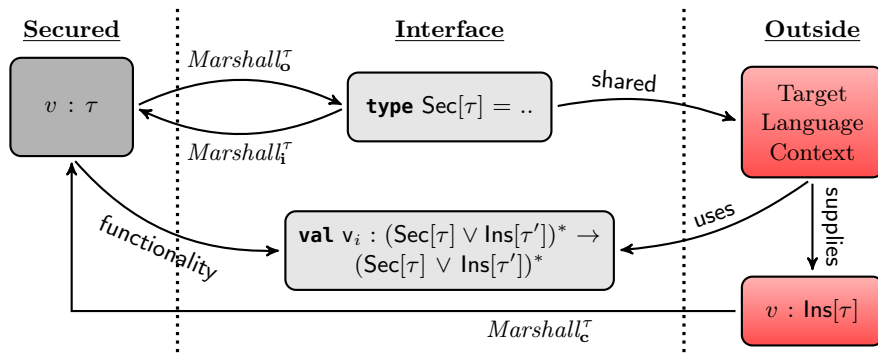 Secured
Interface
Outside
Marshall_o^τ
v : τ
type Sec[τ] = ..
shared
Target
Language
Context
Marshall_i^τ
functionality
val v_i : (Sec[τ] ∨ Ins[τ′])* →
(Sec[τ] ∨ Ins[τ′])*
uses
supplies
v : Ins[τ]
Marshall_c^τ